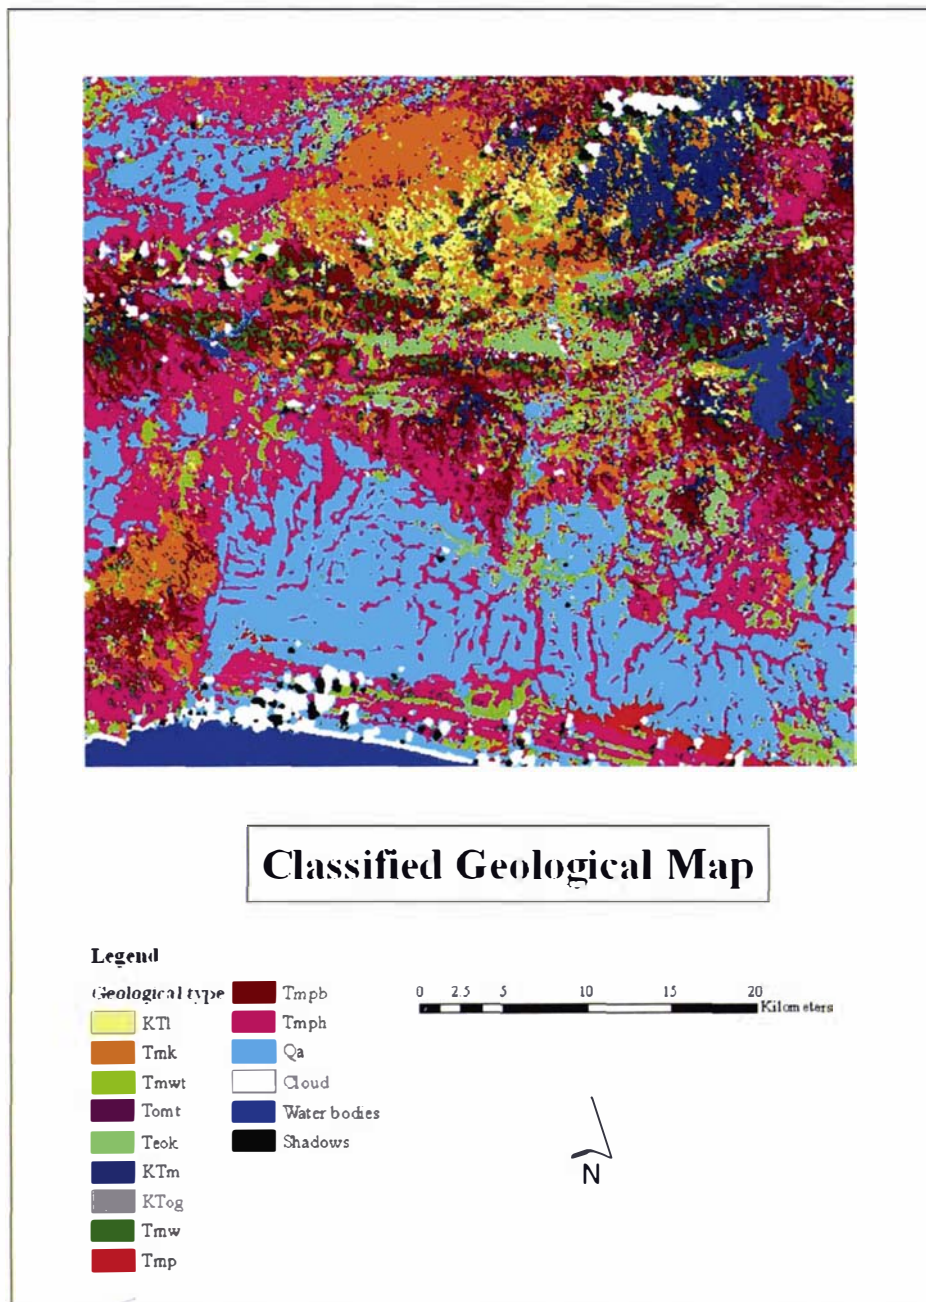 Classified Geological Map
Legend
Geological type
KTl
Tmk
Tmwt
Tomt
Teok
KTm
KTog
Tmw
Tmp
Tmpb
Tmph
Qa
Cloud
Water bodies
Shadows
0 2.5 5 10 15 20
Kilometers
N